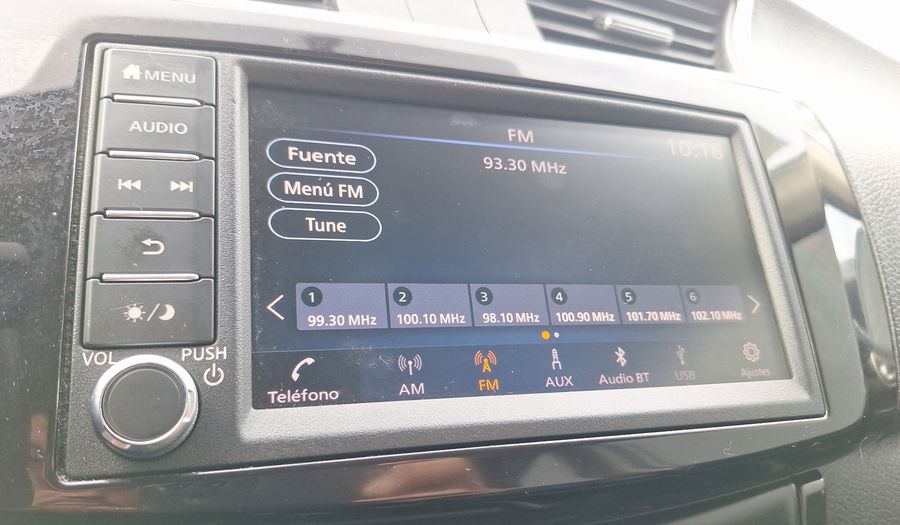 MENU
AUDIO
VOL
PUSH
FM
10:16
93.30 MHz
Fuente
Menú FM
Tune
1 2 3 4 5 6
99.30 MHz 100.10 MHz 98.10 MHz 100.90 MHz 101.70 MHz 102.10 MHz
Teléfono AM FM AUX Audio BT USB Ajustes